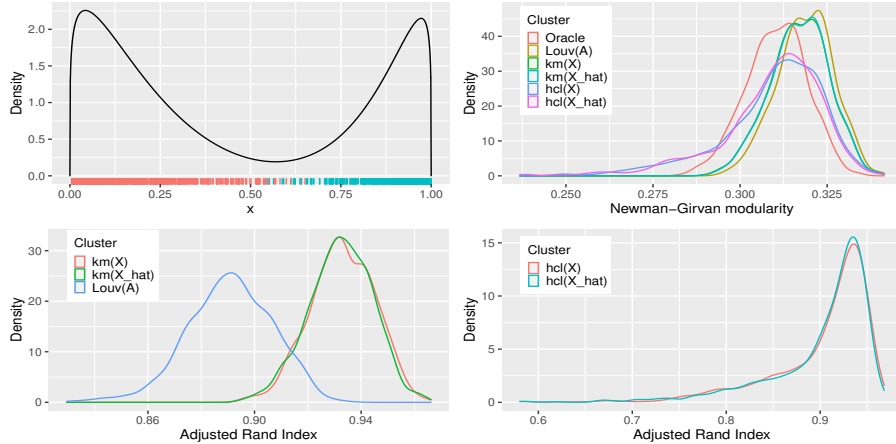 Density
2.0
1.5
1.0
0.5
0.0
0.00
0.25
0.50
0.75
1.00
x
Density
40
30
20
10
0
Cluster
Oracle
Louv(A)
km(X)
km(X_hat)
hcl(X)
hcl(X_hat)
0.250
0.275
0.300
0.325
Newman−Girvan modularity
Density
30
20
10
0
Cluster
km(X)
km(X_hat)
Louv(A)
0.86
0.90
0.94
Adjusted Rand Index
Density
15
10
5
0
Cluster
hcl(X)
hcl(X_hat)
0.6
0.7
0.8
0.9
Adjusted Rand Index